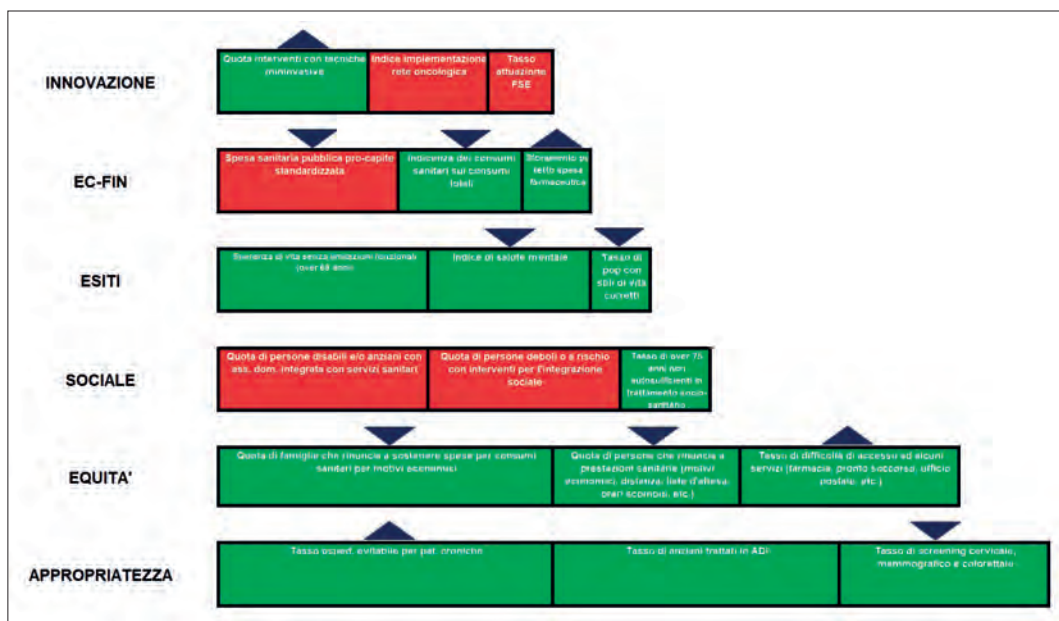 INNOVAZIONE
Quota interventi con tecniche
mininvasive
Indice implementazione
rete oncologica
Tasso
attuazione
FSE
EC-FIN
Spesa sanitaria pubblica pro-capite
standardizzata
Incidenza dei consumi
sanitari sui consumi
totali
Sforamento
tetto spesa
farmaceutica
ESITI
Speranza di vita senza limitazioni funzionali
(over 65 anni)
Indice di salute mentale
Tasso di
pop con
stili di vita
corretti
SOCIALE
Quota di persone disabili e/o anziani con
ass. dom. integrata con servizi sanitari
Quota di persone deboli o a rischio
con interventi per l'integrazione
sociale
Tasso di over 75
anni non
autosufficienti in
trattamento socio-
sanitario
EQUITA'
Quota di famiglie che rinuncia a sostenere spese per consumi
sanitari per motivi economici
Quota di persone che rinuncia a
prestazioni sanitarie (motivi
economici, distanza, liste d'attesa,
orari scomodi, etc.)
Tasso di difficoltà di accesso ad alcuni
servizi (farmacia, pronto soccorso, ufficio
postale, etc.)
APPROPRIATEZZA
Tasso osped. evitabile per pat. croniche
Tasso di anziani trattati in ADI
Tasso di screening cervicale,
mammografico e colorettale